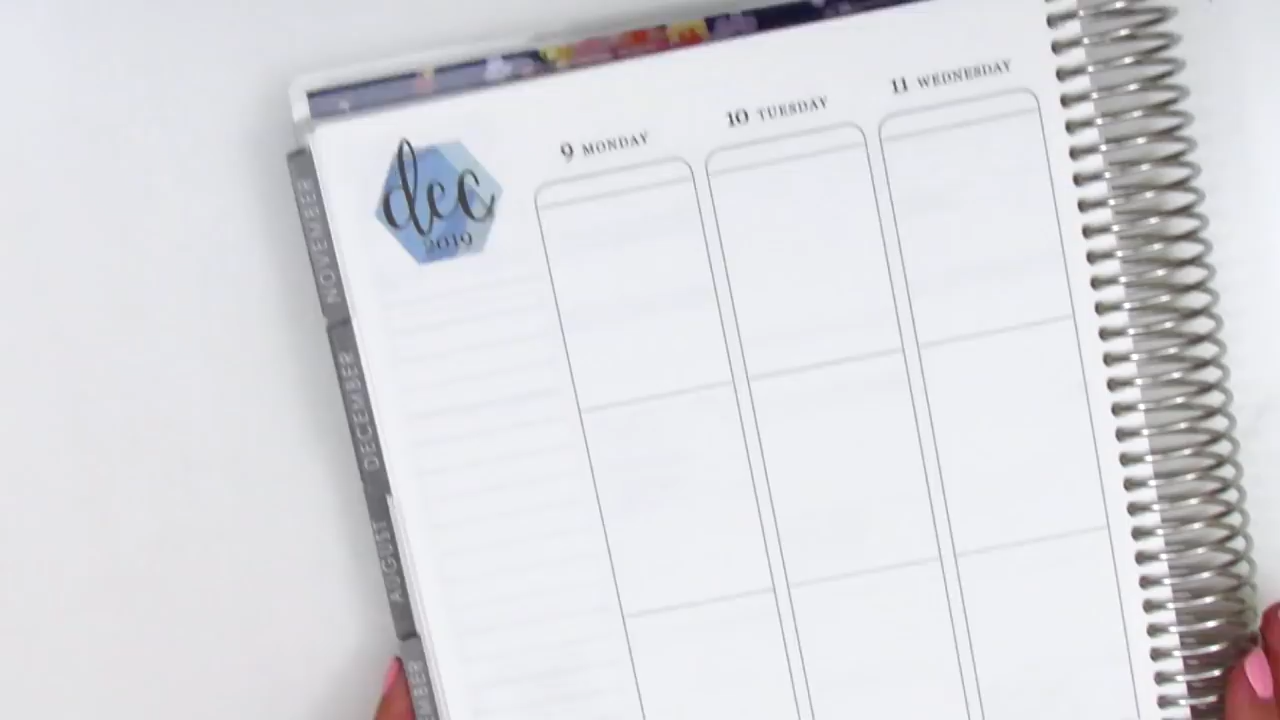 dec
2019
9 MONDAY
10 TUESDAY
11 WEDNESDAY
NOVEMBER
DECEMBER
AUGUST